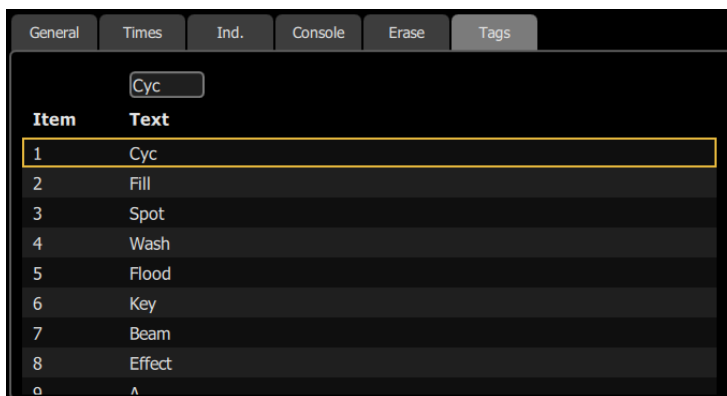 General Times Ind. Console Erase Tags
Cyc
Item Text
1 Cyc
2 Fill
3 Spot
4 Wash
5 Flood
6 Key
7 Beam
8 Effect